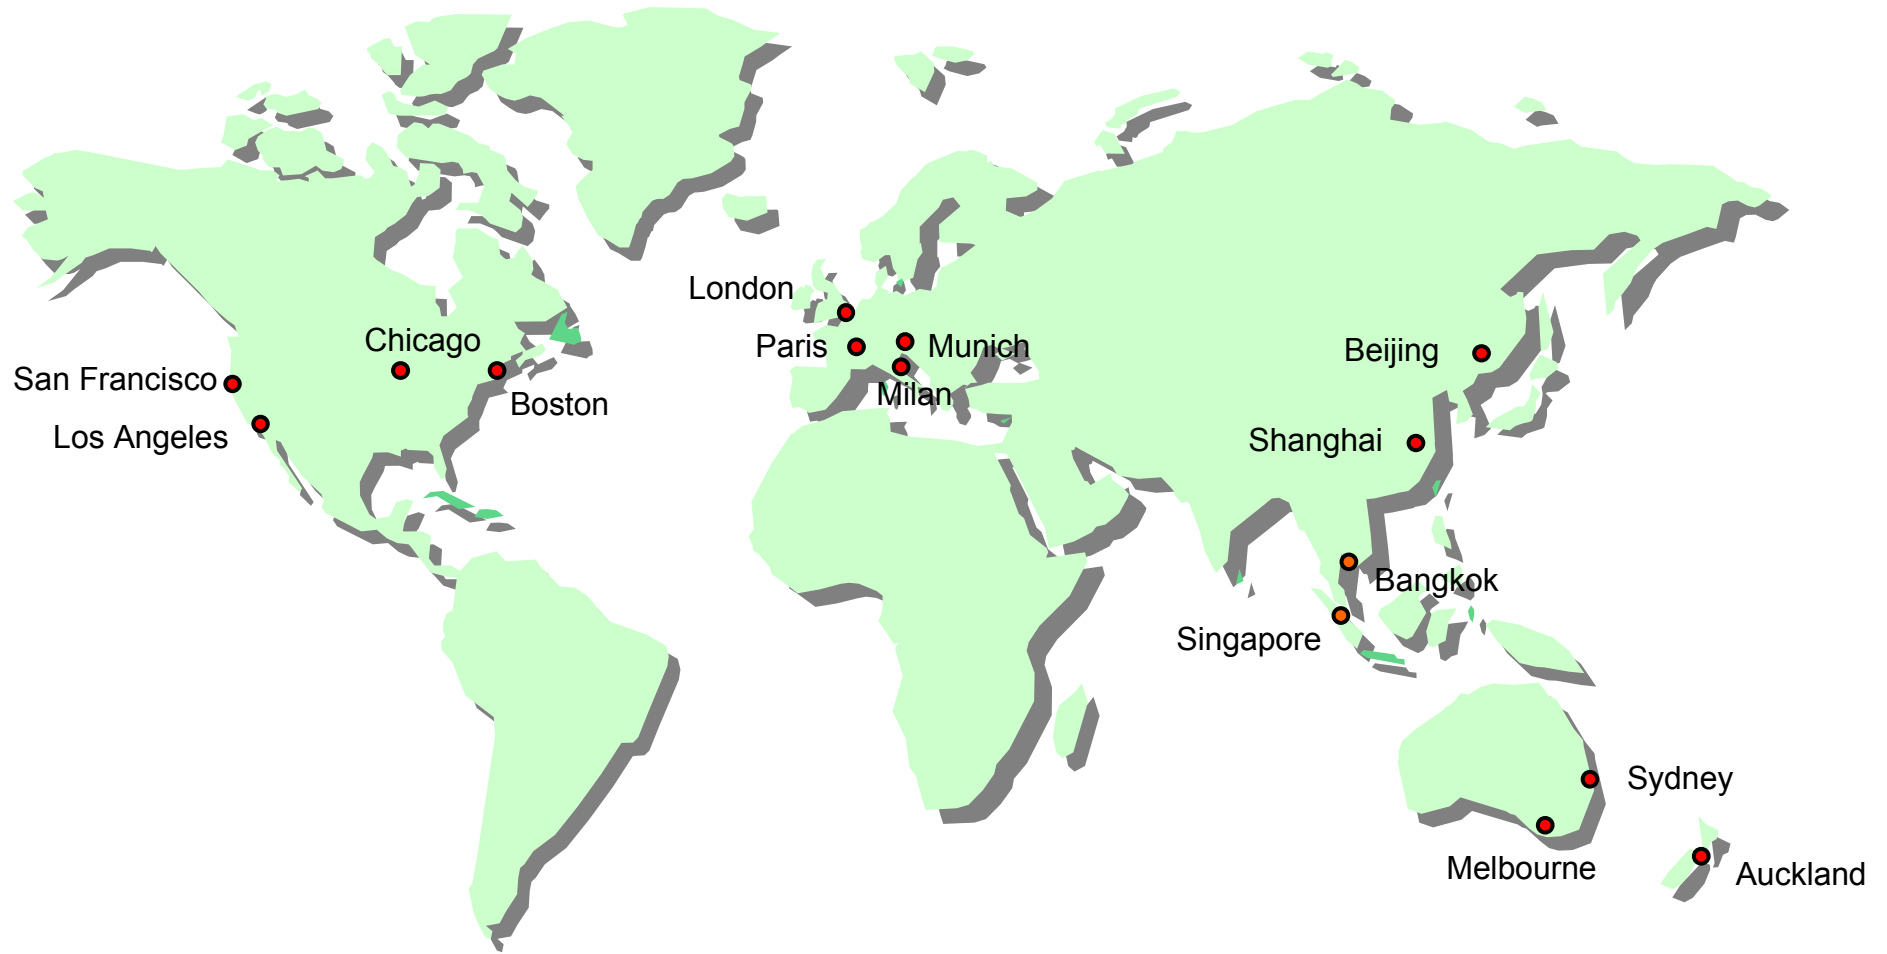 London
Chicago
Paris
Munich
Beijing
San Francisco
Milan
Boston
Los Angeles
Shanghai
Bangkok
Singapore
Sydney
Melbourne
Auckland